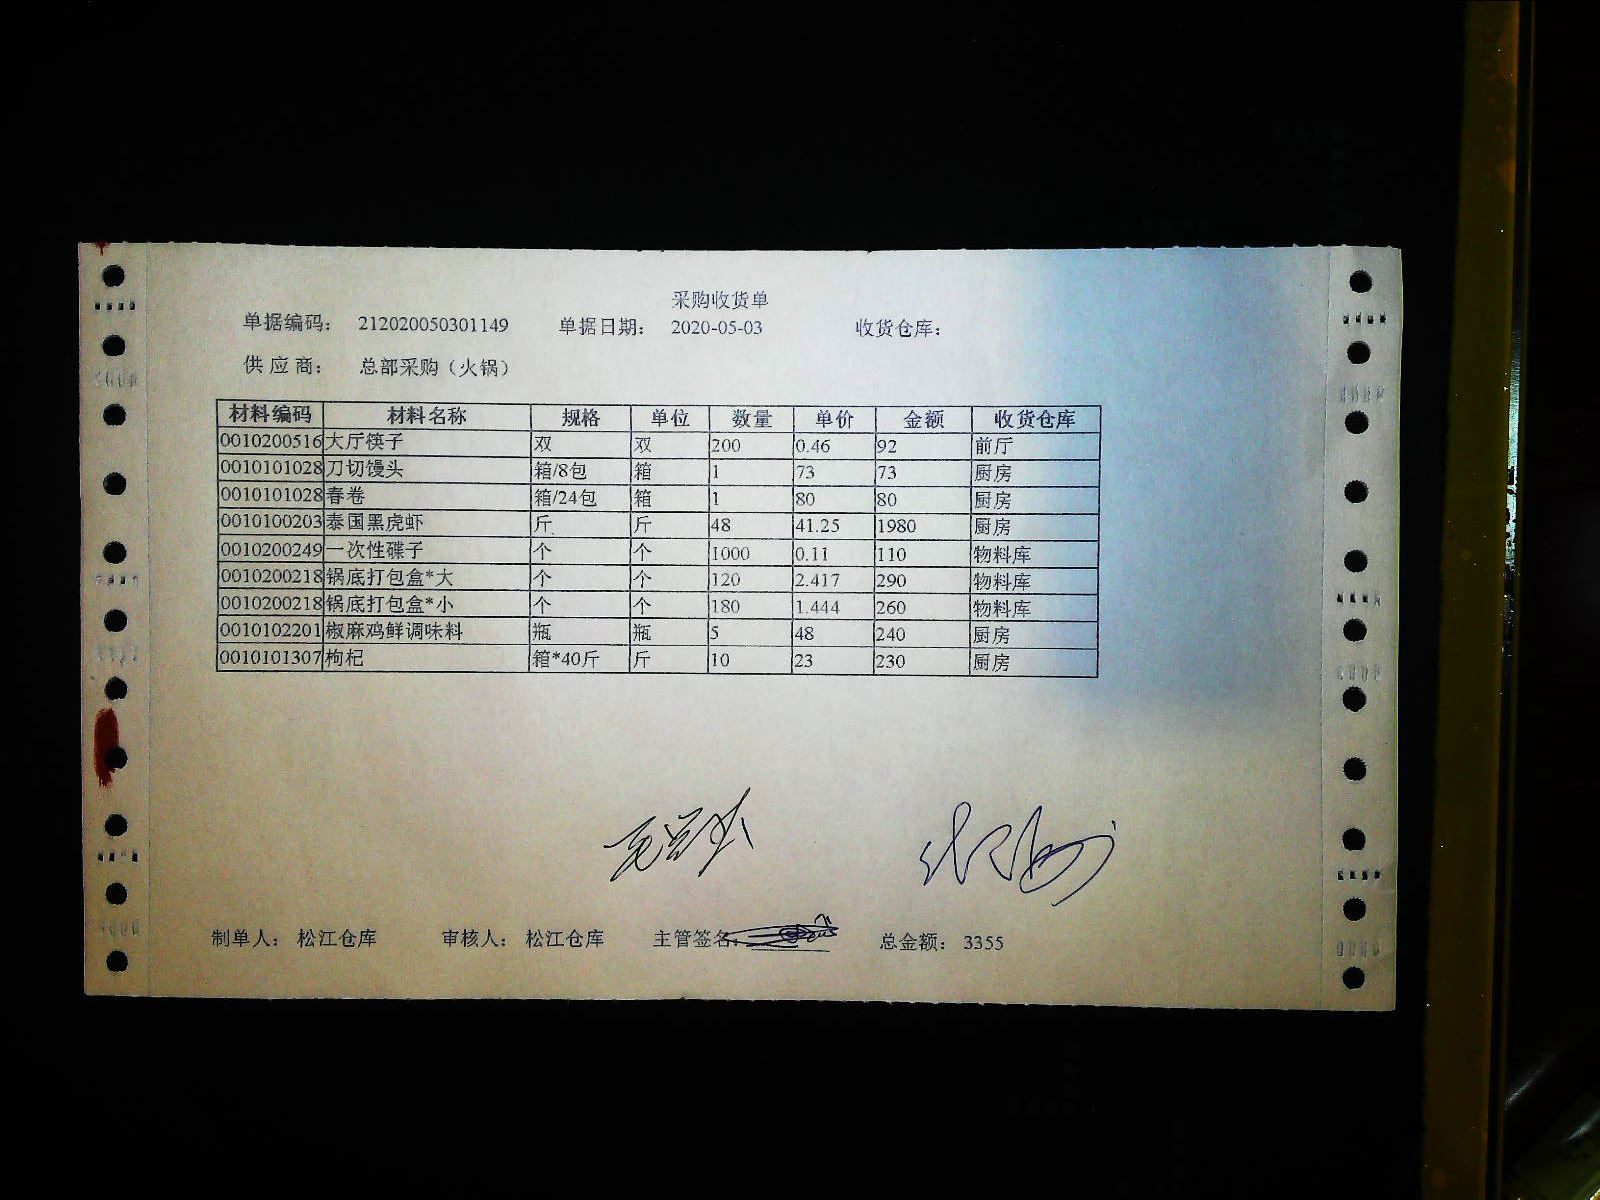 采购收货单
单据编码： 212020050301149 单据日期： 2020-05-03 收货仓库：
供 应 商： 总部采购（火锅）
材料编码 材料名称 规格 单位 数量 单价 金额 收货仓库
0010200516 大厅筷子 双 双 200 0.46 92 前厅
0010101028 刀切馒头 箱/8包 箱 1 73 73 厨房
0010101028 春卷 箱/24包 箱 1 80 80 厨房
0010100203 泰国黑虎虾 斤 斤 48 41.25 1980 厨房
0010200249 一次性碟子 个 个 1000 0.11 110 物料库
0010200218 锅底打包盒*大 个 个 120 2.417 290 物料库
0010200218 锅底打包盒*小 个 个 180 1.444 260 物料库
0010102201 椒麻鸡鲜调味料 瓶 瓶 5 48 240 厨房
0010101307 枸杞 箱*40斤 斤 10 23 230 厨房
制单人： 松江仓库 审核人： 松江仓库 主管签名： 总金额： 3355